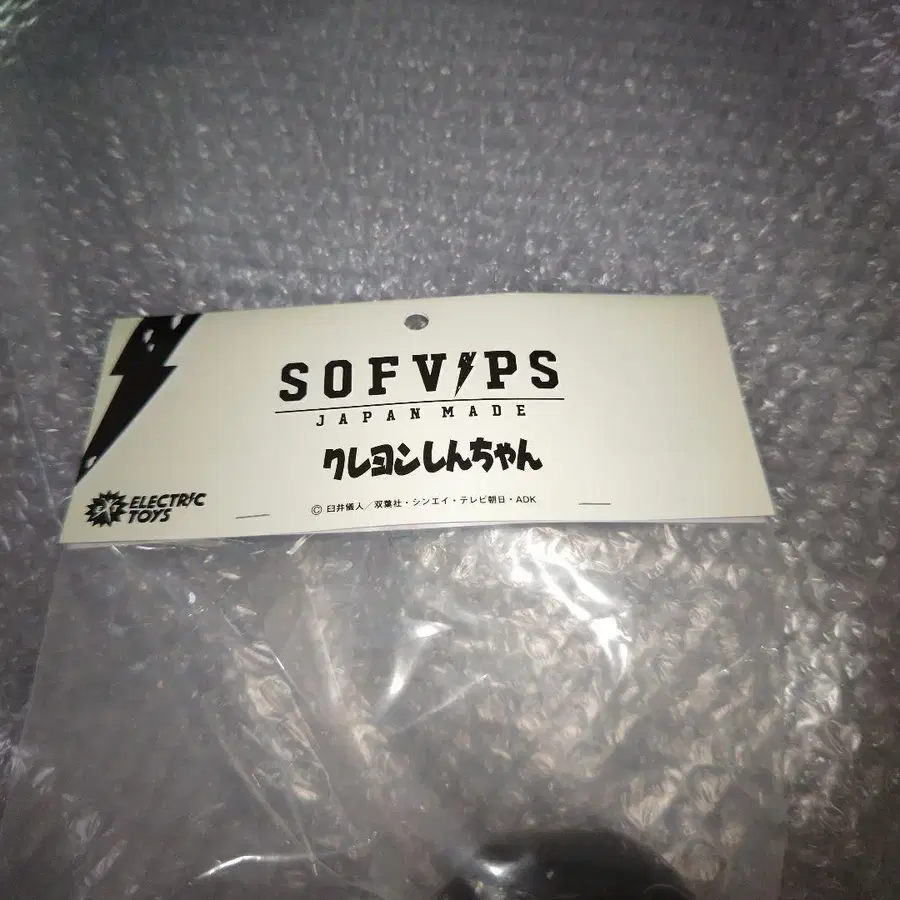 SOFVIPS
JAPAN MADE
クレヨンしんちゃん
ELECTRIC
TOYS
© 臼井儀人／双葉社・シンエイ・テレビ朝日・ADK